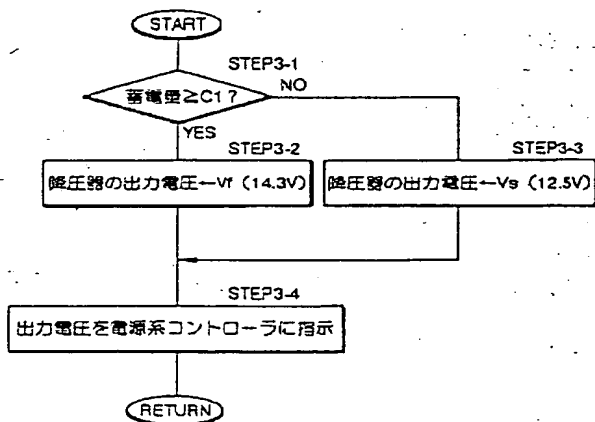 START
STEP3-1
蓄電量≧C1?
NO
YES
STEP3-2
降圧器の出力電圧←Vf (14.3V)
STEP3-3
降圧器の出力電圧←Vs (12.5V)
STEP3-4
出力電圧を電源系コントローラに指示
RETURN